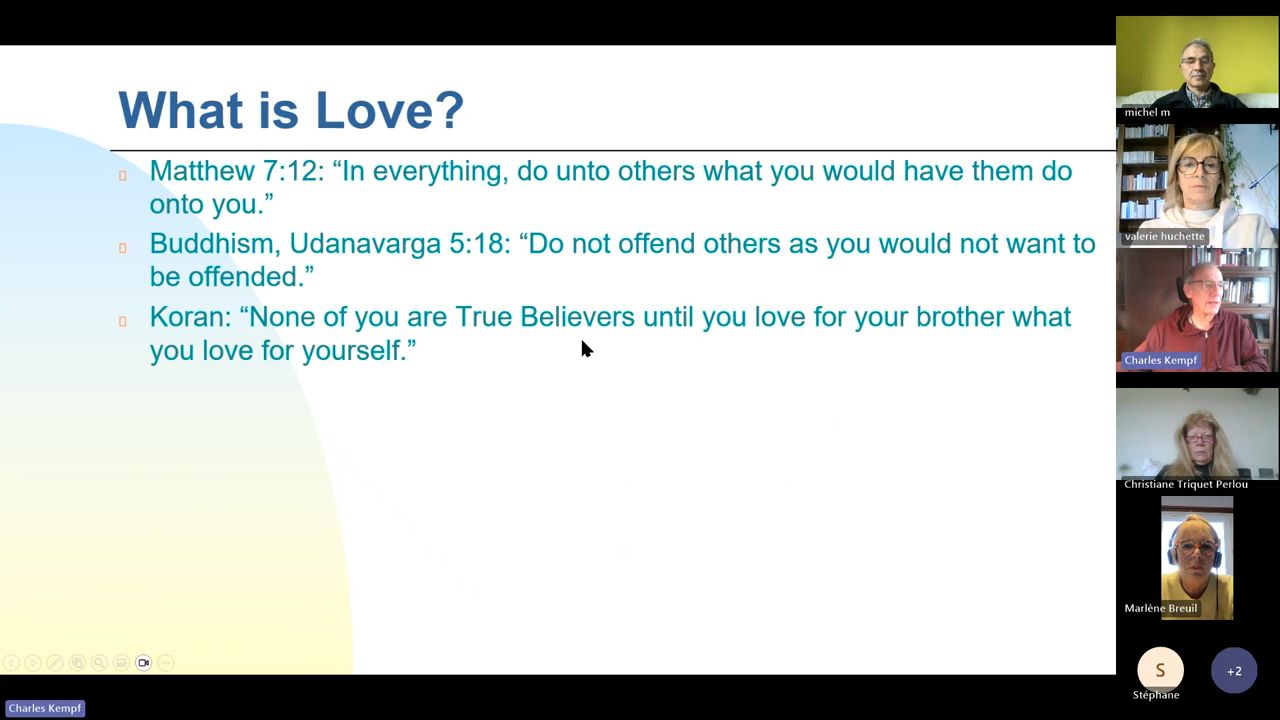 What is Love?
Matthew 7:12: “In everything, do unto others what you would have them do
onto you.”
Buddhism, Udanavarga 5:18: “Do not offend others as you would not want to
be offended.”
Koran: “None of you are True Believers until you love for your brother what
you love for yourself.”
michel m
valerie huchette
Charles Kempf
Christiane Triquet Perlou
Marlène Breuil
S
Stéphane
+2
Charles Kempf